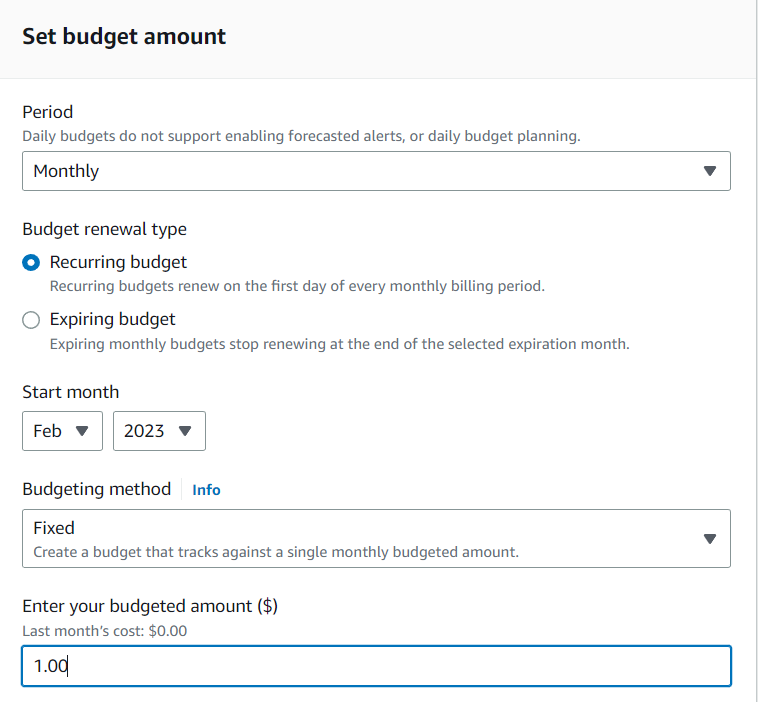 Set budget amount
Period
Daily budgets do not support enabling forecasted alerts, or daily budget planning.
Monthly
Budget renewal type
Recurring budget
Recurring budgets renew on the first day of every monthly billing period.
Expiring budget
Expiring monthly budgets stop renewing at the end of the selected expiration month.
Start month
Feb 2023
Budgeting method Info
Fixed
Create a budget that tracks against a single monthly budgeted amount.
Enter your budgeted amount ($)
Last month's cost: $0.00
1.00